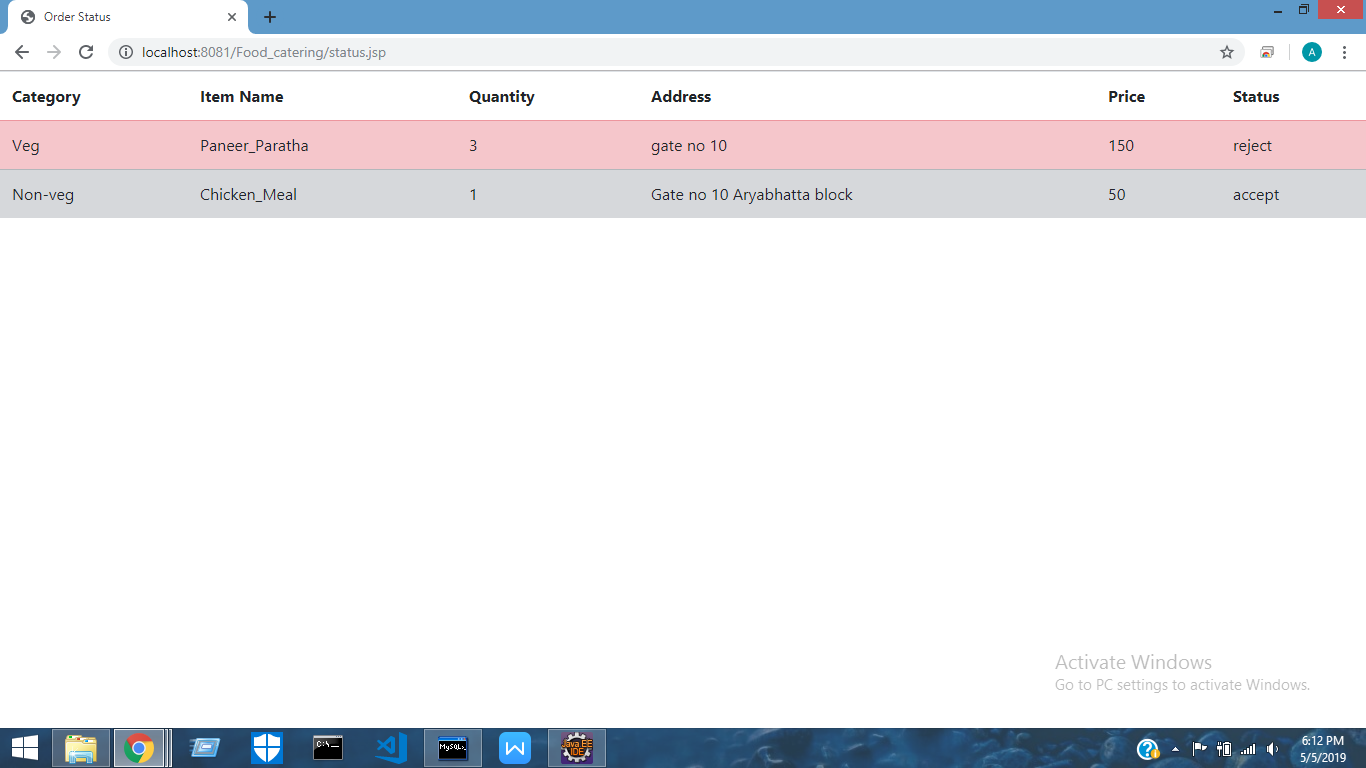 Order Status
localhost:8081/Food_catering/status.jsp
A
Category Item Name Quantity Address Price Status
Veg Paneer_Paratha 3 gate no 10 150 reject
Non-veg Chicken_Meal 1 Gate no 10 Aryabhatta block 50 accept
Activate Windows
Go to PC settings to activate Windows.
C:\_ MySQL Java EE IDE
6:12 PM
5/5/2019